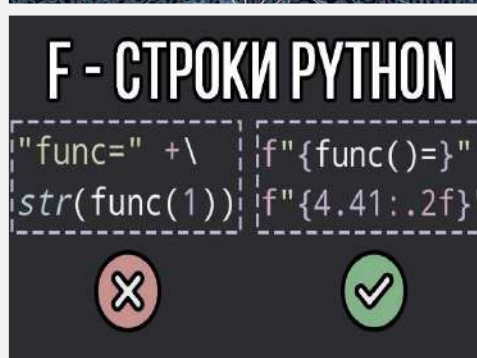 F - СТРОКИ PYTHON
"func=" +\
str(func(1))
f"{func()=}"
f"{4.41:.2f}"